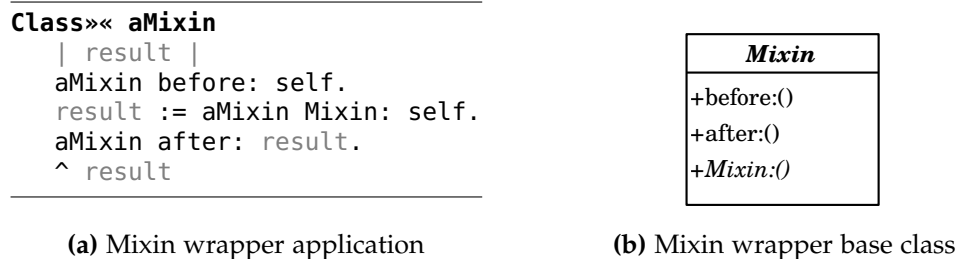 Class»« aMixin
| result |
aMixin before: self.
result := aMixin Mixin: self.
aMixin after: result.
^ result
(a) Mixin wrapper application
Mixin
+before:()
+after:()
+Mixin:()
(b) Mixin wrapper base class